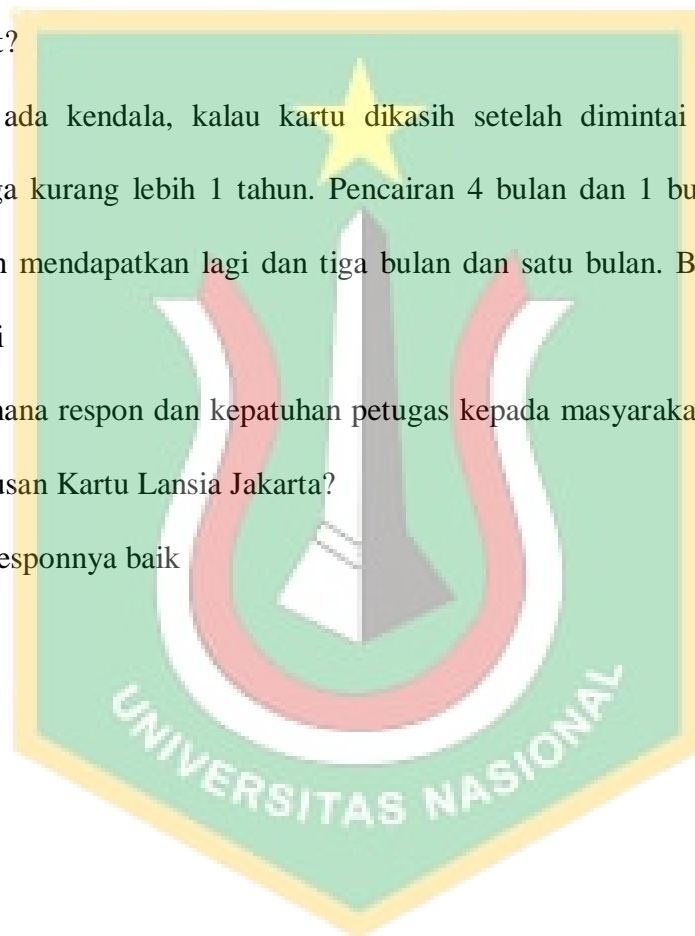 t?
ada kendala, kalau kartu dikasih setelah dimintai
ga kurang lebih 1 tahun. Pencairan 4 bulan dan 1 bu
n mendapatkan lagi dan tiga bulan dan satu bulan. B
i
nana respon dan kepatuhan petugas kepada masyaraka
usan Kartu Lansia Jakarta?
esponnya baik
UNIVERSITAS NASIONAL